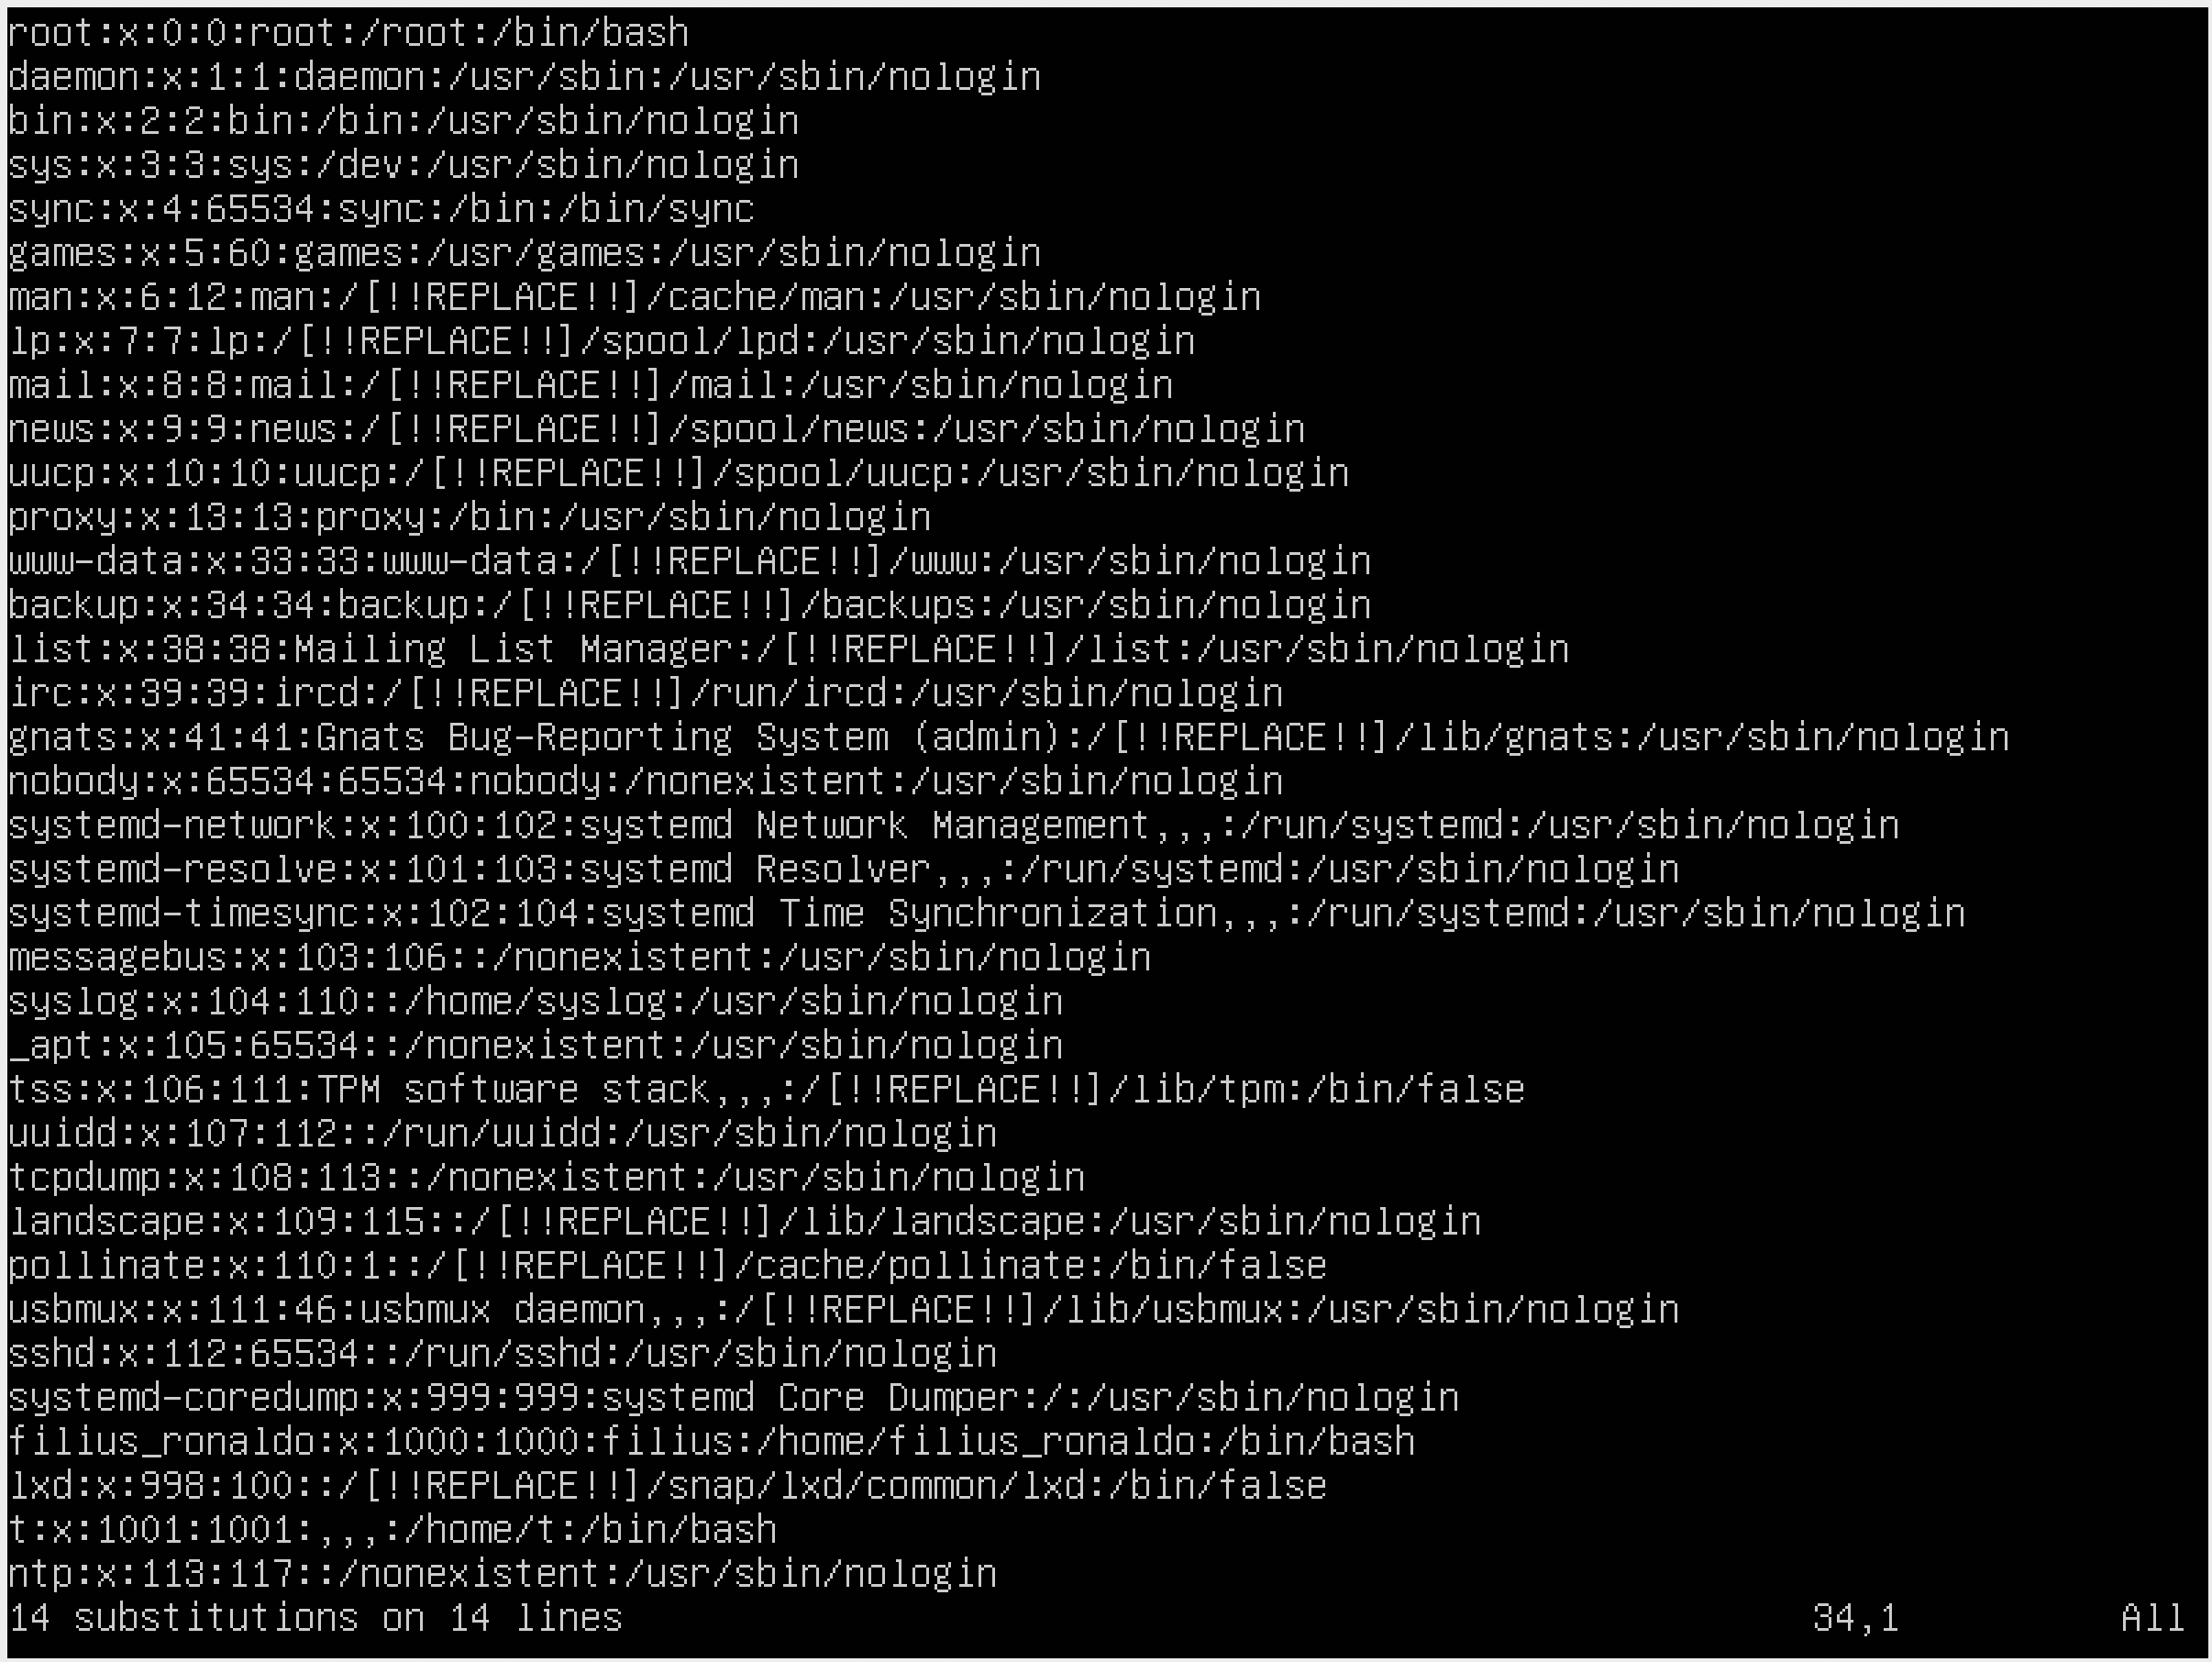 root:x:0:0:root:/root:/bin/bash
daemon:x:1:1:daemon:/usr/sbin:/usr/sbin/nologin
bin:x:2:2:bin:/bin:/usr/sbin/nologin
sys:x:3:3:sys:/dev:/usr/sbin/nologin
sync:x:4:65534:sync:/bin:/bin/sync
games:x:5:60:games:/usr/games:/usr/sbin/nologin
man:x:6:12:man:/[!!REPLACE!!]/cache/man:/usr/sbin/nologin
lp:x:7:7:lp:/[!!REPLACE!!]/spool/lpd:/usr/sbin/nologin
mail:x:8:8:mail:/[!!REPLACE!!]/mail:/usr/sbin/nologin
news:x:9:9:news:/[!!REPLACE!!]/spool/news:/usr/sbin/nologin
uucp:x:10:10:uucp:/[!!REPLACE!!]/spool/uucp:/usr/sbin/nologin
proxy:x:13:13:proxy:/bin:/usr/sbin/nologin
www-data:x:33:33:www-data:/[!!REPLACE!!]/www:/usr/sbin/nologin
backup:x:34:34:backup:/[!!REPLACE!!]/backups:/usr/sbin/nologin
list:x:38:38:Mailing List Manager:/[!!REPLACE!!]/list:/usr/sbin/nologin
irc:x:39:39:ircd:/[!!REPLACE!!]/run/ircd:/usr/sbin/nologin
gnats:x:41:41:Gnats Bug-Reporting System (admin):/[!!REPLACE!!]/lib/gnats:/usr/sbin/nologin
nobody:x:65534:65534:nobody:/nonexistent:/usr/sbin/nologin
systemd-network:x:100:102:systemd Network Management,,,:/run/systemd:/usr/sbin/nologin
systemd-resolve:x:101:103:systemd Resolver,,,:/run/systemd:/usr/sbin/nologin
systemd-timesync:x:102:104:systemd Time Synchronization,,,:/run/systemd:/usr/sbin/nologin
messagebus:x:103:106::/nonexistent:/usr/sbin/nologin
syslog:x:104:110::/home/syslog:/usr/sbin/nologin
_apt:x:105:65534::/nonexistent:/usr/sbin/nologin
tss:x:106:111:TPM software stack,,,:/[!!REPLACE!!]/lib/tpm:/bin/false
uuidd:x:107:112::/run/uuidd:/usr/sbin/nologin
tcpdump:x:108:113::/nonexistent:/usr/sbin/nologin
landscape:x:109:115::/[!!REPLACE!!]/lib/landscape:/usr/sbin/nologin
pollinate:x:110:1::/[!!REPLACE!!]/cache/pollinate:/bin/false
usbmux:x:111:46:usbmux daemon,,,:/[!!REPLACE!!]/lib/usbmux:/usr/sbin/nologin
sshd:x:112:65534::/run/sshd:/usr/sbin/nologin
systemd-coredump:x:999:999:systemd Core Dumper:/:/usr/sbin/nologin
filius_ronaldo:x:1000:1000:filius:/home/filius_ronaldo:/bin/bash
lxd:x:998:100::/[!!REPLACE!!]/snap/lxd/common/lxd:/bin/false
t:x:1001:1001:,,,:/home/t:/bin/bash
ntp:x:113:117::/nonexistent:/usr/sbin/nologin
14 substitutions on 14 lines 34,1 All